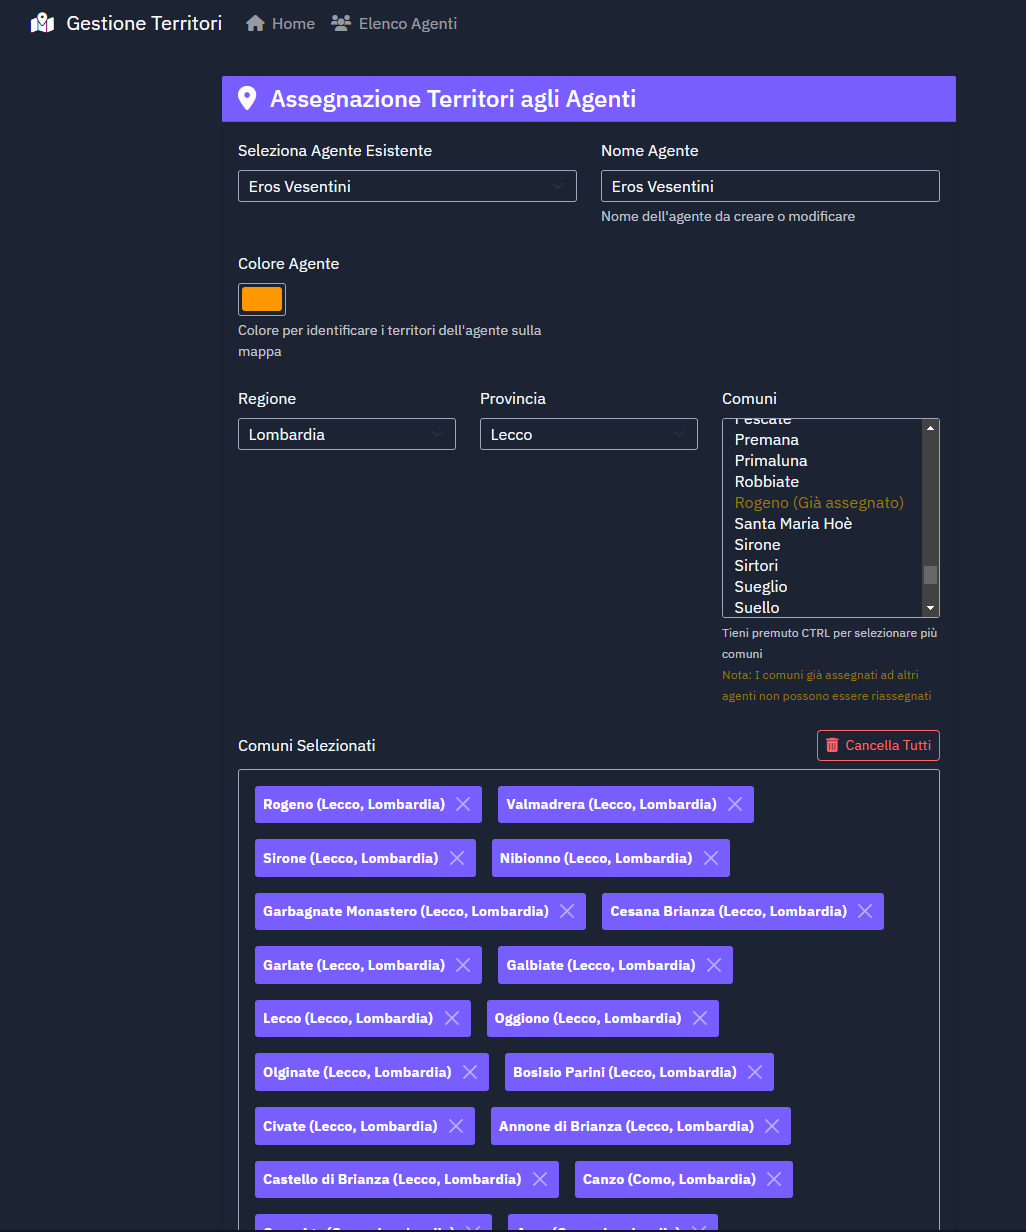 Gestione Territori Home Elenco Agenti
Assegnazione Territori agli Agenti
Seleziona Agente Esistente
Eros Vesentini
Nome Agente
Eros Vesentini
Nome dell'agente da creare o modificare
Colore Agente
Colore per identificare i territori dell'agente sulla
mappa
Regione
Lombardia
Provincia
Lecco
Comuni
Pescate
Premana
Primaluna
Robbiate
Rogeno (Già assegnato)
Santa Maria Hoè
Sirone
Sirtori
Sueglio
Suello
Tieni premuto CTRL per selezionare più
comuni
Nota: I comuni già assegnati ad altri
agenti non possono essere riassegnati
Comuni Selezionati
Cancella Tutti
Rogeno (Lecco, Lombardia) Valmadrera (Lecco, Lombardia)
Sirone (Lecco, Lombardia) Nibionno (Lecco, Lombardia)
Garbagnate Monastero (Lecco, Lombardia) Cesana Brianza (Lecco, Lombardia)
Garlate (Lecco, Lombardia) Galbiate (Lecco, Lombardia)
Lecco (Lecco, Lombardia) Oggiono (Lecco, Lombardia)
Olginate (Lecco, Lombardia) Bosisio Parini (Lecco, Lombardia)
Civate (Lecco, Lombardia) Annone di Brianza (Lecco, Lombardia)
Castello di Brianza (Lecco, Lombardia) Canzo (Como, Lombardia)